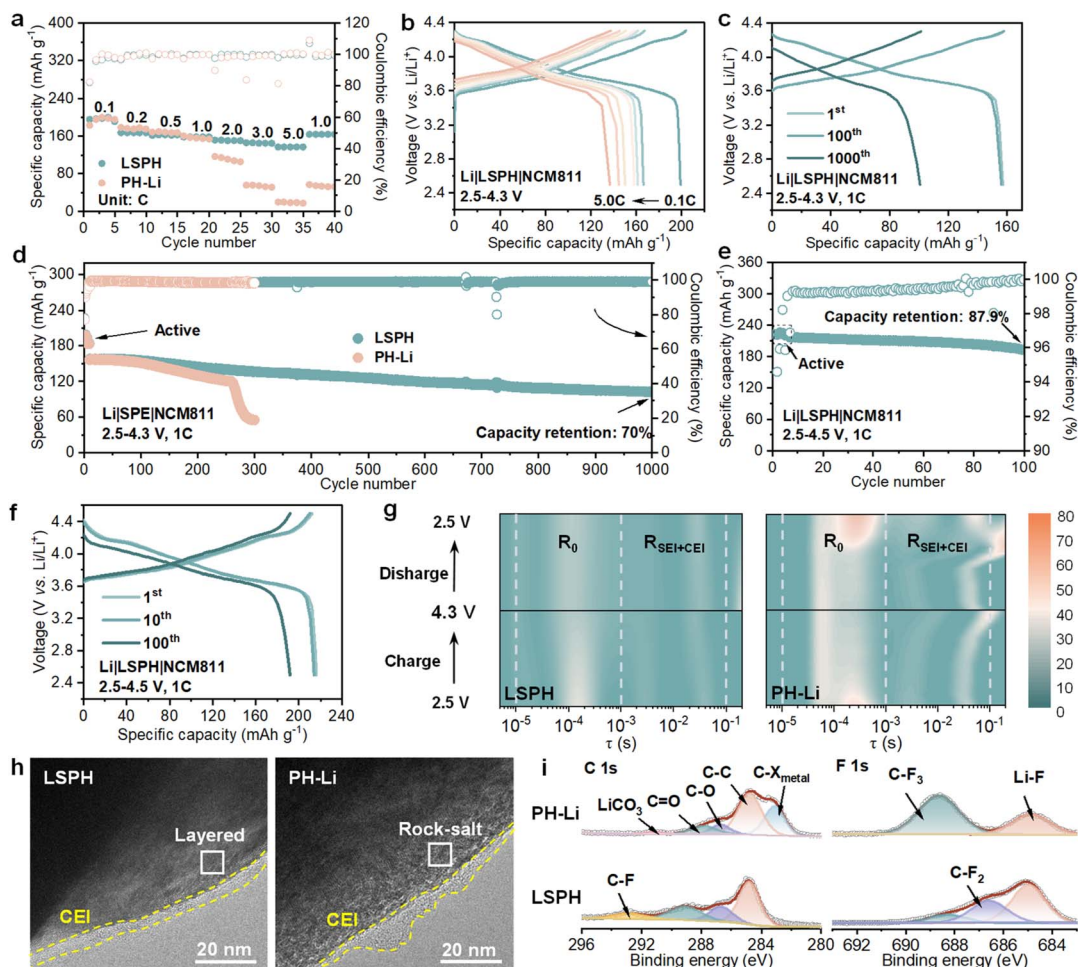 a
Specific capacity (mAh g⁻¹)
400
320
240
160
80
0
0.1
0.2
0.5
1.0
2.0
3.0
5.0
1.0
LSPH
PH-Li
Unit: C
0 5 10 15 20 25 30 35 40
Cycle number
120
100
80
60
40
20
0
Coulombic efficiency (%)
b
Voltage (V vs. Li/Li⁺)
4.2
3.6
3.0
2.4
Li|LSPH|NCM811
2.5-4.3 V
5.0C ← 0.1C
0 40 80 120 160 200
Specific capacity (mAh g⁻¹)
c
Voltage (V vs. Li/Li⁺)
4.2
3.6
3.0
2.4
1st
100th
1000th
Li|LSPH|NCM811
2.5-4.3 V, 1C
0 40 80 120 160
Specific capacity (mAh g⁻¹)
d
Specific capacity (mAh g⁻¹)
300
240
180
120
60
0
Active
LSPH
PH-Li
Li|SPE|NCM811
2.5-4.3 V, 1C
Capacity retention: 70%
0 100 200 300 400 500 600 700 800 900 1000
Cycle number
100
80
60
40
20
0
Coulombic efficiency (%)
e
Specific capacity (mAh g⁻¹)
360
300
240
180
120
60
0
Capacity retention: 87.9%
Active
Li|LSPH|NCM811
2.5-4.5 V, 1C
0 20 40 60 80 100
Cycle number
100
98
96
94
92
90
Coulombic efficiency (%)
f
Voltage (V vs. Li/Li⁺)
4.4
4.0
3.6
3.2
2.8
2.4
1st
10th
100th
Li|LSPH|NCM811
2.5-4.5 V, 1C
0 40 80 120 160 200 240
Specific capacity (mAh g⁻¹)
g
2.5 V
Disharge
4.3 V
Charge
2.5 V
R₀
R_SEI+CEI
LSPH
10⁻⁵ 10⁻⁴ 10⁻³ 10⁻² 10⁻¹
τ (s)
R₀
R_SEI+CEI
PH-Li
10⁻⁵ 10⁻⁴ 10⁻³ 10⁻² 10⁻¹
τ (s)
80
70
60
50
40
30
20
10
0
h
LSPH
Layered
CEI
20 nm
PH-Li
Rock-salt
CEI
20 nm
i
C 1s
PH-Li
LiCO₃
C=O
C-O
C-C
C-X_metal
LSPH
C-F
296 292 288 284 280
Binding energy (eV)
F 1s
C-F₃
Li-F
C-F₂
692 690 688 686 684
Binding energy (eV)